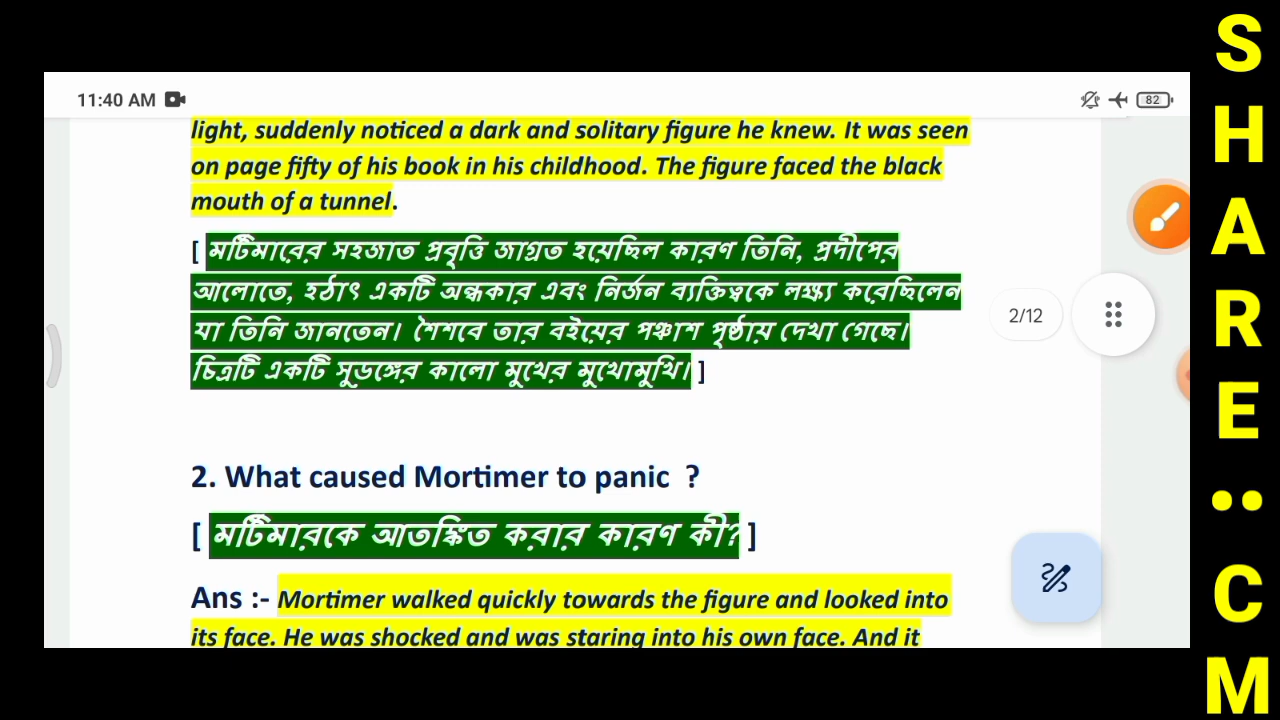 11:40 AM
82
light, suddenly noticed a dark and solitary figure he knew. It was seen
on page fifty of his book in his childhood. The figure faced the black
mouth of a tunnel.
[ মর্টিমারের সহজাত প্রবৃত্তি জাগ্রত হয়েছিল কারণ তিনি, প্রদীপের
আলোতে, হঠাৎ একটি অন্ধকার এবং নির্জন ব্যক্তিত্বকে লক্ষ্য করেছিলেন
যা তিনি জানতেন। শৈশবে তার বইয়ের পঞ্চাশ পৃষ্ঠায় দেখা গেছে।
চিত্রটি একটি সুড়ঙ্গের কালো মুখের মুখোমুখি। ]
2/12
2. What caused Mortimer to panic ?
[ মর্টিমারকে আতঙ্কিত করার কারণ কী? ]
Ans :- Mortimer walked quickly towards the figure and looked into
its face. He was shocked and was staring into his own face. And it
SHARE..CM